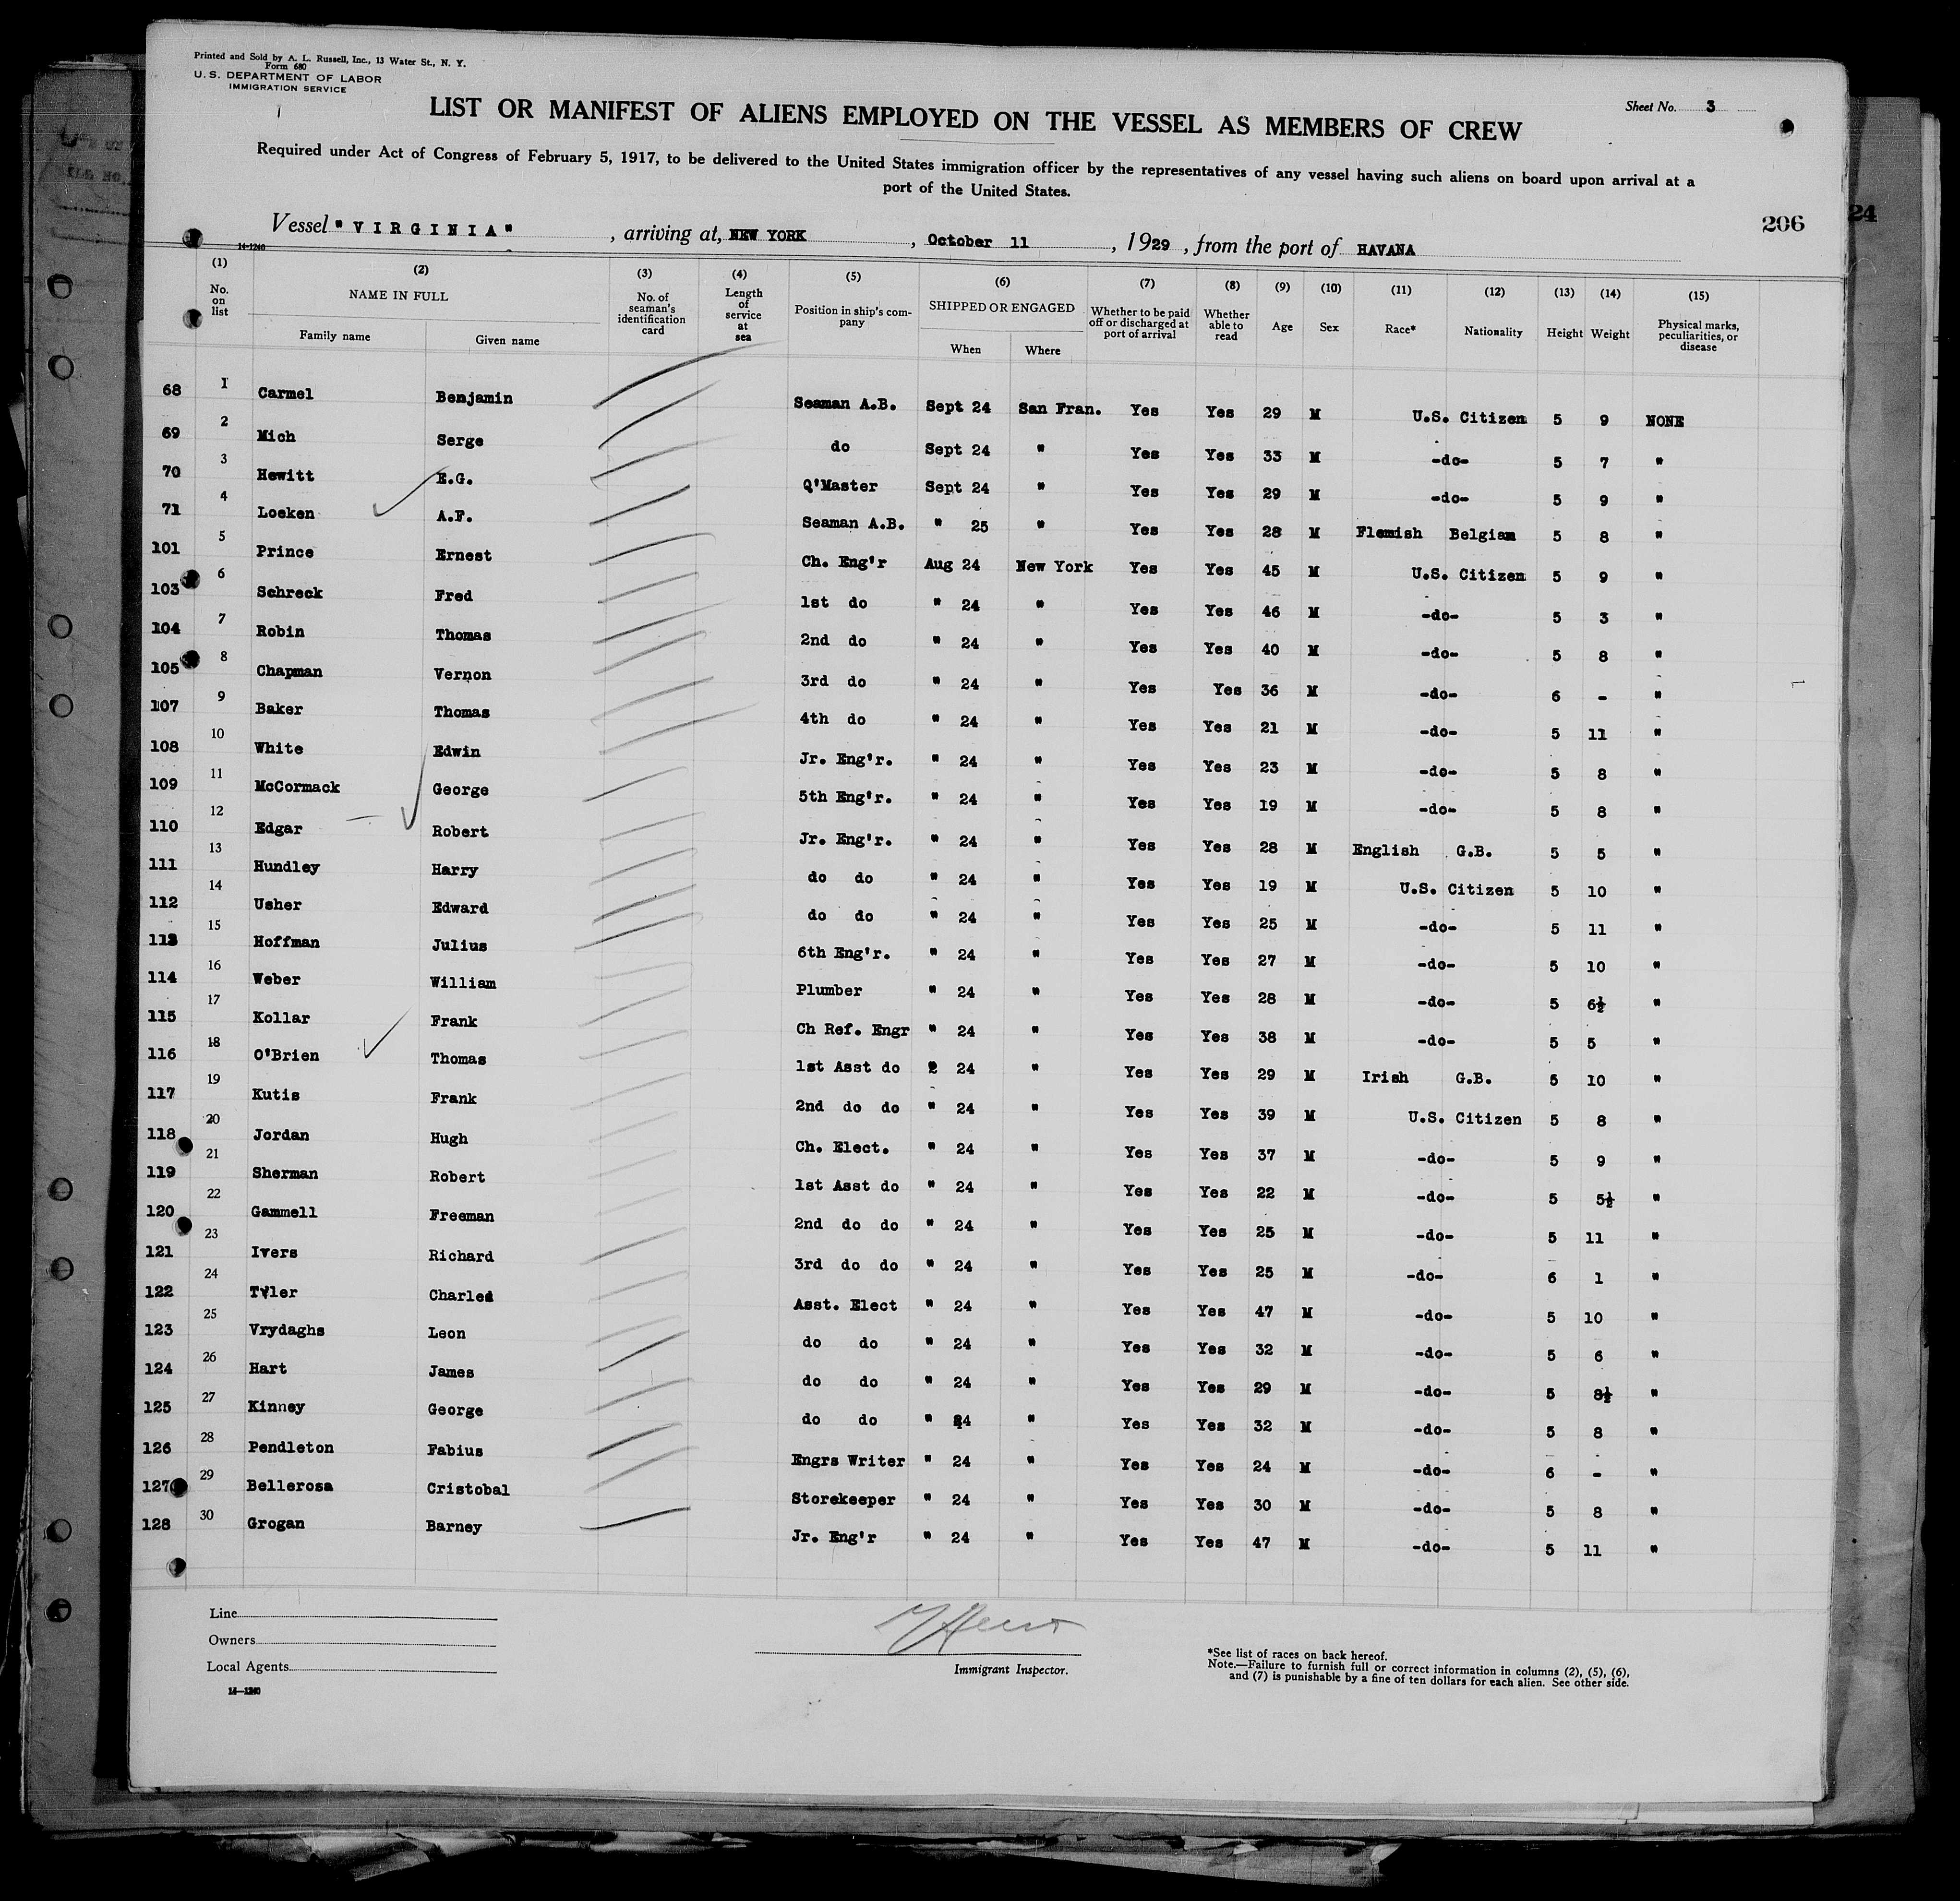 Printed and Sold by A. L. Russell, Inc., 13 Water St., N. Y.
Form 680
U. S. DEPARTMENT OF LABOR
IMMIGRATION SERVICE
Sheet No. 3
LIST OR MANIFEST OF ALIENS EMPLOYED ON THE VESSEL AS MEMBERS OF CREW
Required under Act of Congress of February 5, 1917, to be delivered to the United States immigration officer by the representatives of any vessel having such aliens on board upon arrival at a
port of the United States.
206
24
Vessel "VIRGINIA", arriving at, NEW YORK, October 11, 1929, from the port of HAVANA
14-1240
(1) (2) (3) (4) (5) (6) (7) (8) (9) (10) (11) (12) (13) (14) (15)
No. on list NAME IN FULL Family name Given name No. of seaman's identification card Length of service at sea Position in ship's company SHIPPED OR ENGAGED When Where Whether to be paid off or discharged at port of arrival Whether able to read Age Sex Race* Nationality Height Weight Physical marks, peculiarities, or disease
68 1 Carmel Benjamin Seaman A.B. Sept 24 San Fran. Yes Yes 29 M U.S. Citizen 5 9 NONE
69 2 Mich Serge do Sept 24 " Yes Yes 33 M -do- 5 7 "
70 3 Hewitt E.G. Q'Master Sept 24 " Yes Yes 29 M -do- 5 9 "
71 4 Loeken A.F. Seaman A.B. " 25 " Yes Yes 28 M Flemish Belgian 5 8 "
101 5 Prince Ernest Ch. Eng'r Aug 24 New York Yes Yes 45 M U.S. Citizen 5 9 "
103 6 Schreck Fred 1st do " 24 " Yes Yes 46 M -do- 5 3 "
104 7 Robin Thomas 2nd do " 24 " Yes Yes 40 M -do- 5 8 "
105 8 Chapman Vernon 3rd do " 24 " Yes Yes 36 M -do- 6 - "
107 9 Baker Thomas 4th do " 24 " Yes Yes 21 M -do- 5 11 "
108 10 White Edwin Jr. Eng'r. " 24 " Yes Yes 23 M -do- 5 8 "
109 11 McCormack George 5th Eng'r. " 24 " Yes Yes 19 M -do- 5 8 "
110 12 Edgar Robert Jr. Eng'r. " 24 " Yes Yes 28 M English G.B. 5 5 "
111 13 Hundley Harry do do " 24 " Yes Yes 19 M U.S. Citizen 5 10 "
112 14 Usher Edward do do " 24 " Yes Yes 25 M -do- 5 11 "
113 15 Hoffman Julius 6th Eng'r. " 24 " Yes Yes 27 M -do- 5 10 "
114 16 Weber William Plumber " 24 " Yes Yes 28 M -do- 5 6½ "
115 17 Kollar Frank Ch Ref. Engr " 24 " Yes Yes 38 M -do- 5 5 "
116 18 O'Brien Thomas 1st Asst do 2 24 " Yes Yes 29 M Irish G.B. 5 10 "
117 19 Kutis Frank 2nd do do " 24 " Yes Yes 39 M U.S. Citizen 5 8 "
118 20 Jordan Hugh Ch. Elect. " 24 " Yes Yes 37 M -do- 5 9 "
119 21 Sherman Robert 1st Asst do " 24 " Yes Yes 22 M -do- 5 5½ "
120 22 Gammell Freeman 2nd do do " 24 " Yes Yes 25 M -do- 5 11 "
121 23 Ivers Richard 3rd do do " 24 " Yes Yes 25 M -do- 6 1 "
122 24 Tyler Charles Asst. Elect " 24 " Yes Yes 47 M -do- 5 10 "
123 25 Vrydaghs Leon do do " 24 " Yes Yes 32 M -do- 5 6 "
124 26 Hart James do do " 24 " Yes Yes 29 M -do- 5 8½ "
125 27 Kinney George do do " 24 " Yes Yes 32 M -do- 5 8 "
126 28 Pendleton Fabius Engrs Writer " 24 " Yes Yes 24 M -do- 6 - "
127 29 Bellerosa Cristobal Storekeeper " 24 " Yes Yes 30 M -do- 5 8 "
128 30 Grogan Barney Jr. Eng'r " 24 " Yes Yes 47 M -do- 5 11 "
Line
Owners
Local Agents
14-1240
Immigrant Inspector.
*See list of races on back hereof.
Note.—Failure to furnish full or correct information in columns (2), (5), (6),
and (7) is punishable by a fine of ten dollars for each alien. See other side.